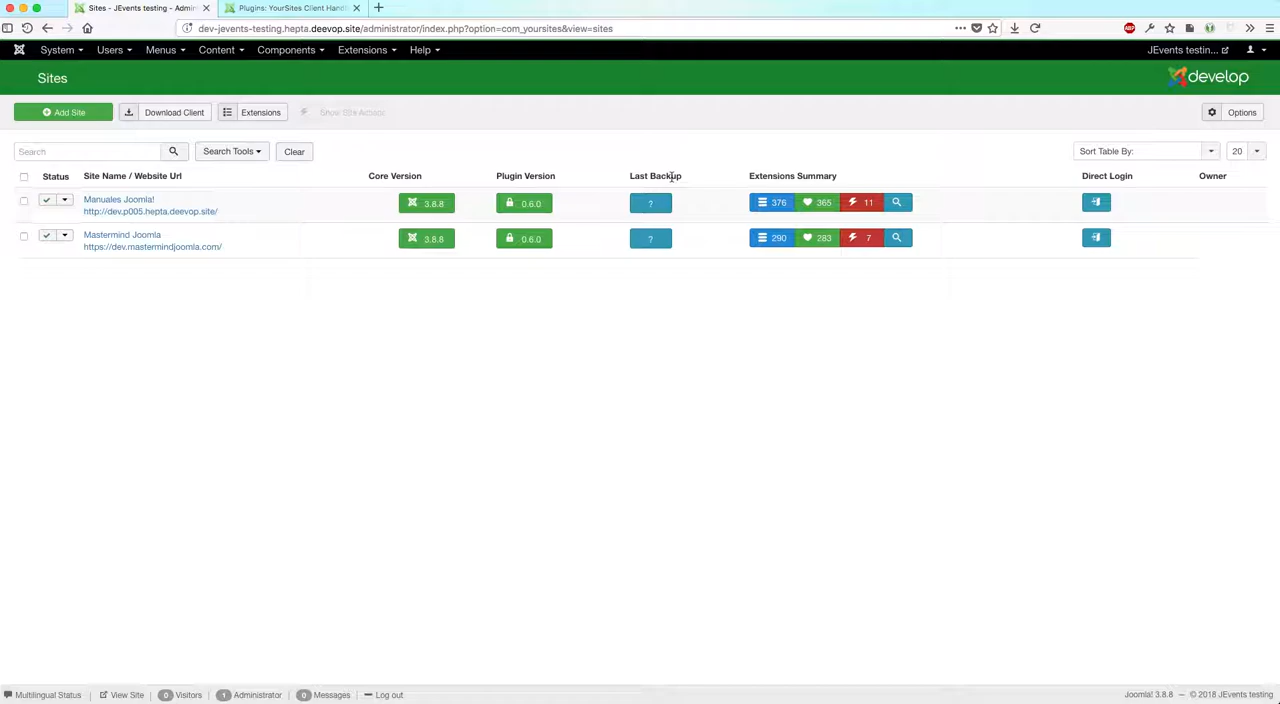 Sites - JEvents testing - Admin
Plugins: YourSites Client Handl
dev-jevents-testing.hepta.deevop.site/administrator/index.php?option=com_yoursites&view=sites
System Users Menus Content Components Extensions Help JEvents testin...
Sites develop
Add Site Download Client Extensions Show Site Actions Options
Search Search Tools Clear Sort Table By: 20
Status Site Name / Website Url Core Version Plugin Version Last Backup Extensions Summary Direct Login Owner
Manuales Joomla! 3.8.8 0.6.0 ? 376 365 11
http://dev.p005.hepta.deevop.site/
Mastermind Joomla 3.8.8 0.6.0 ? 290 283 7
https://dev.mastermindjoomla.com/
Multilingual Status View Site 0 Visitors 1 Administrator 0 Messages Log out Joomla! 3.8.8 — © 2018 JEvents testing